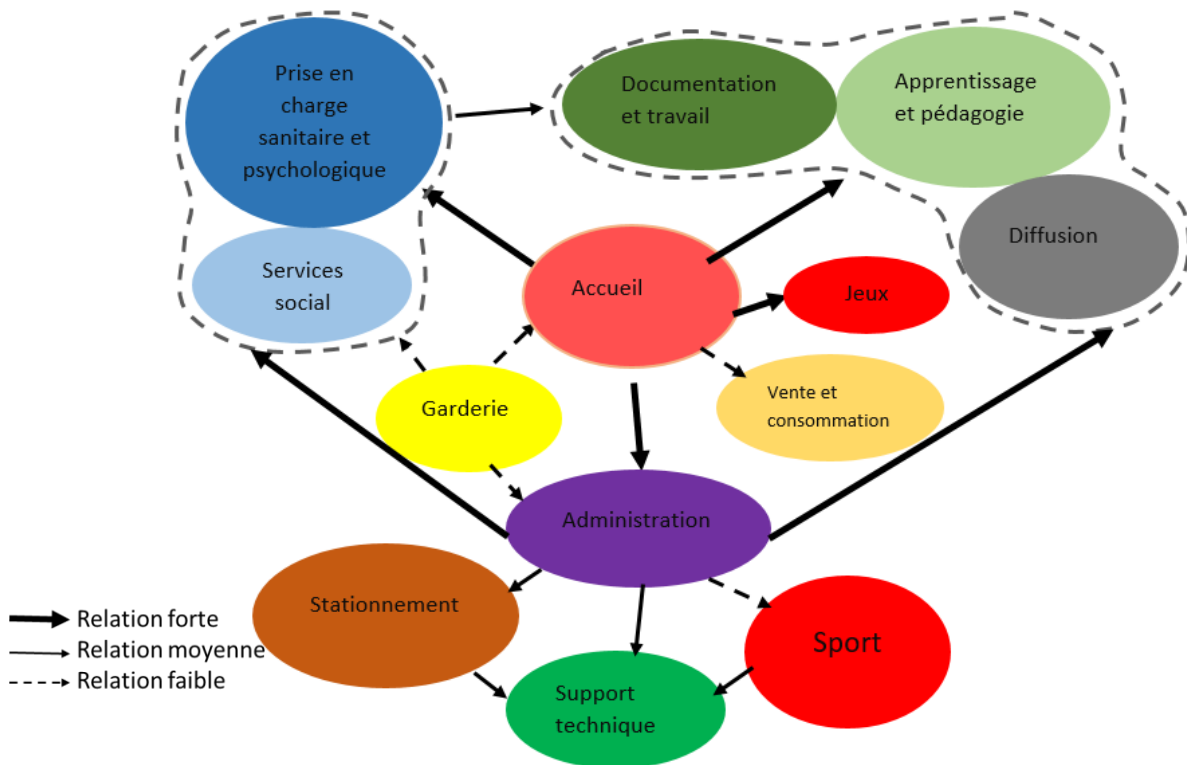 Prise en
charge
sanitaire et
psychologique
Documentation
et travail
Apprentissage
et pédagogie
Services
social
Accueil
Diffusion
Jeux
Garderie
Vente et
consommation
Administration
Stationnement
Sport
Support
technique
Relation forte
Relation moyenne
Relation faible